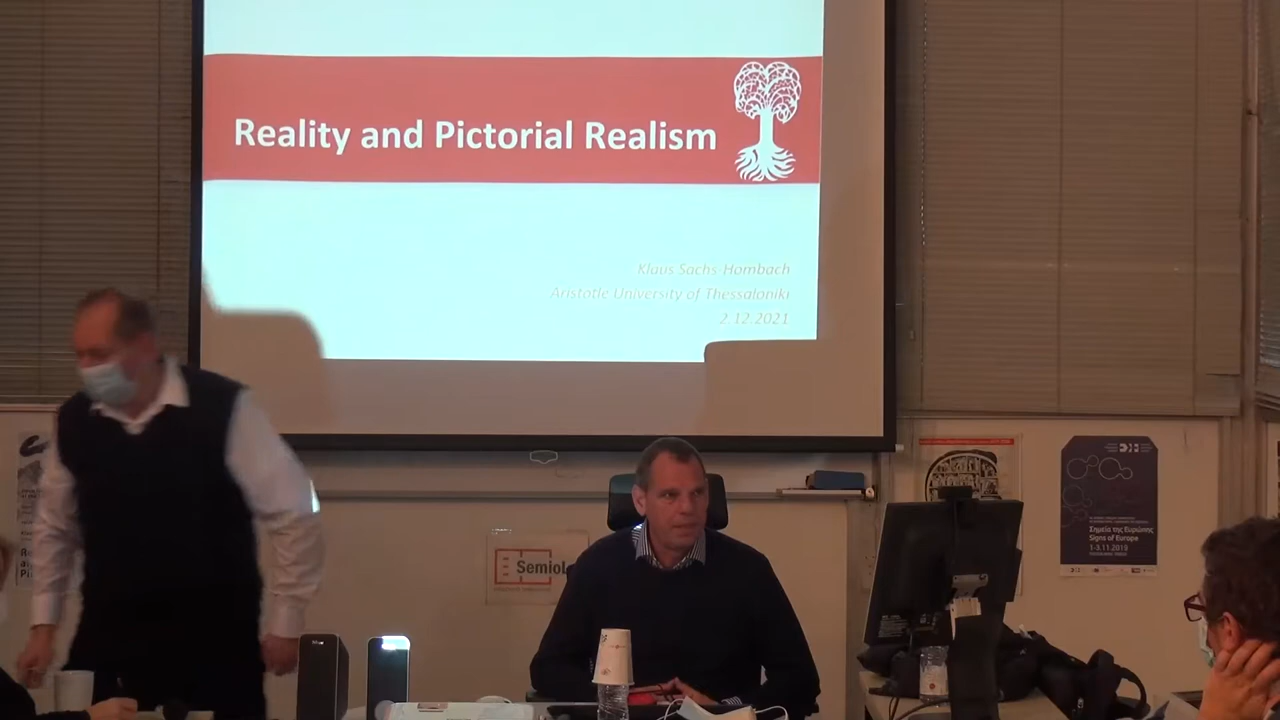 Reality and Pictorial Realism
Klaus Sachs-Hombach
Aristotle University of Thessaloniki
2.12.2021
Semio
Σημεία της Ευρώπης
Signs of Europe
1-3.11.2019